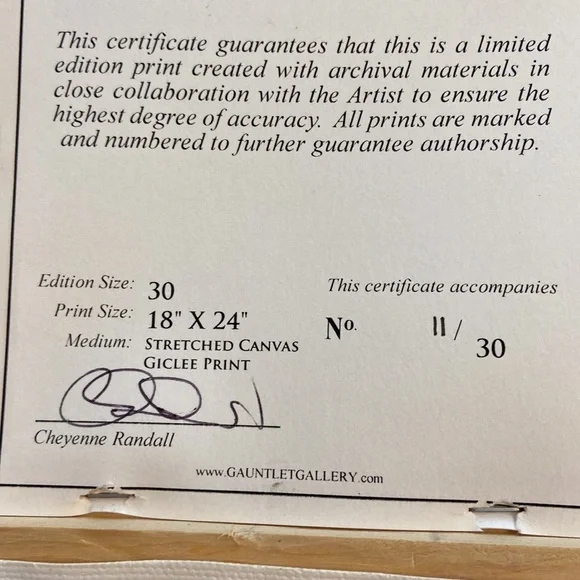 This certificate guarantees that this is a limited
edition print created with archival materials in
close collaboration with the Artist to ensure the
highest degree of accuracy. All prints are marked
and numbered to further guarantee authorship.
Edition Size: 30
Print Size: 18" X 24"
Medium: STRETCHED CANVAS
GICLEE PRINT
This certificate accompanies
No. 11/
30
Cheyenne Randall
www.GAUNTLETGALLERY.com